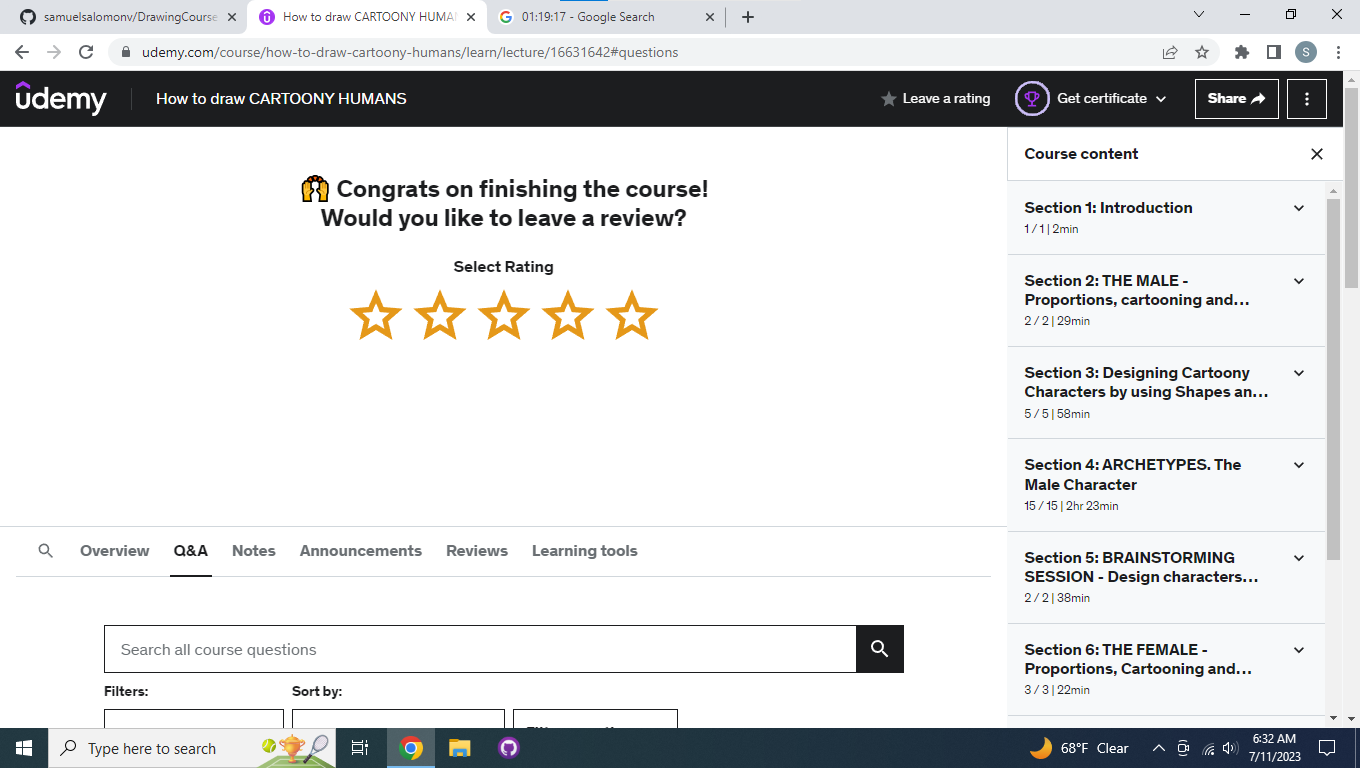 samuelsalomonv/DrawingCourse
How to draw CARTOONY HUMAN
01:19:17 - Google Search
udemy.com/course/how-to-draw-cartoony-humans/learn/lecture/16631642#questions
S
udemy
How to draw CARTOONY HUMANS
Leave a rating
Get certificate
Share
Congrats on finishing the course!
Would you like to leave a review?
Select Rating
Overview
Q&A
Notes
Announcements
Reviews
Learning tools
Search all course questions
Filters:
Sort by:
Course content
Section 1: Introduction
1 / 1 | 2min
Section 2: THE MALE -
Proportions, cartooning and…
2 / 2 | 29min
Section 3: Designing Cartoony
Characters by using Shapes an…
5 / 5 | 58min
Section 4: ARCHETYPES. The
Male Character
15 / 15 | 2hr 23min
Section 5: BRAINSTORMING
SESSION - Design characters…
2 / 2 | 38min
Section 6: THE FEMALE -
Proportions, Cartooning and…
3 / 3 | 22min
Type here to search
68°F Clear
6:32 AM
7/11/2023